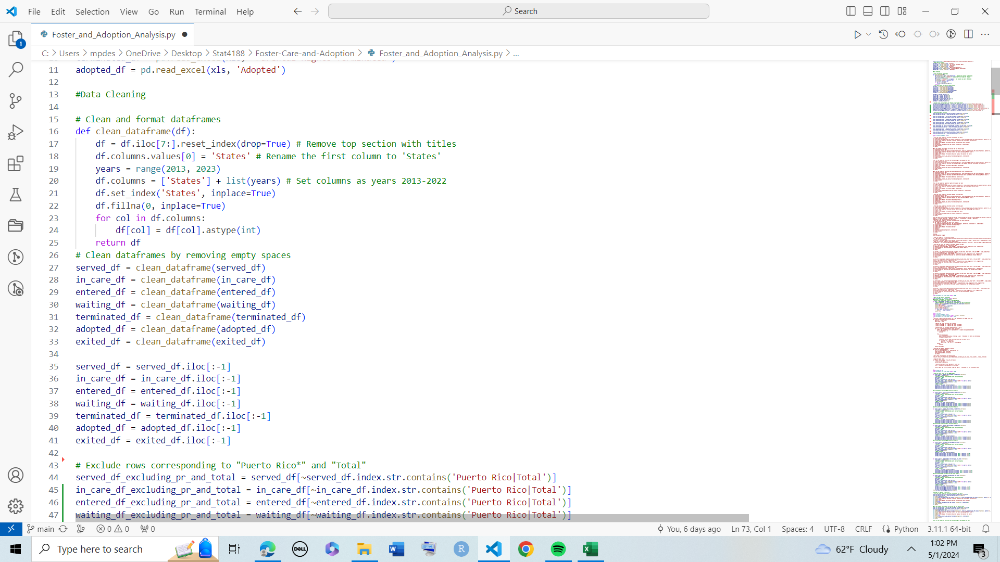 File Edit Selection View Go Run Terminal Help
Search
Foster_and_Adoption_Analysis.py
C: > Users > mpdes > OneDrive > Desktop > Stat4188 > Foster-Care-and-Adoption > Foster_and_Adoption_Analysis.py > ...
1
11 adopted_df = pd.read_excel(xls, 'Adopted')
12
13 #Data Cleaning
14
15 # Clean and format dataframes
16 def clean_dataframe(df):
17 df = df.iloc[7:].reset_index(drop=True) # Remove top section with titles
18 df.columns.values[0] = 'States' # Rename the first column to 'States'
19 years = range(2013, 2023)
20 df.columns = ['States'] + list(years) # Set columns as years 2013-2022
21 df.set_index('States', inplace=True)
22 df.fillna(0, inplace=True)
23 for col in df.columns:
24 df[col] = df[col].astype(int)
25 return df
26 # Clean dataframes by removing empty spaces
27 served_df = clean_dataframe(served_df)
28 in_care_df = clean_dataframe(in_care_df)
29 entered_df = clean_dataframe(entered_df)
30 waiting_df = clean_dataframe(waiting_df)
31 terminated_df = clean_dataframe(terminated_df)
32 adopted_df = clean_dataframe(adopted_df)
33 exited_df = clean_dataframe(exited_df)
34
35 served_df = served_df.iloc[:-1]
36 in_care_df = in_care_df.iloc[:-1]
37 entered_df = entered_df.iloc[:-1]
38 waiting_df = waiting_df.iloc[:-1]
39 terminated_df = terminated_df.iloc[:-1]
40 adopted_df = adopted_df.iloc[:-1]
41 exited_df = exited_df.iloc[:-1]
42
43 # Exclude rows corresponding to "Puerto Rico*" and "Total"
44 served_df_excluding_pr_and_total = served_df[~served_df.index.str.contains('Puerto Rico|Total')]
45 in_care_df_excluding_pr_and_total = in_care_df[~in_care_df.index.str.contains('Puerto Rico|Total')]
46 entered_df_excluding_pr_and_total = entered_df[~entered_df.index.str.contains('Puerto Rico|Total')]
47 waiting_df_excluding_pr_and_total = waiting_df[~waiting_df.index.str.contains('Puerto Rico|Total')]
main 0 0 0 You, 6 days ago Ln 73, Col 1 Spaces: 4 UTF-8 CRLF Python 3.11.1 64-bit
Type here to search
DELL
W
R
X
62°F Cloudy
1:02 PM
5/1/2024
3